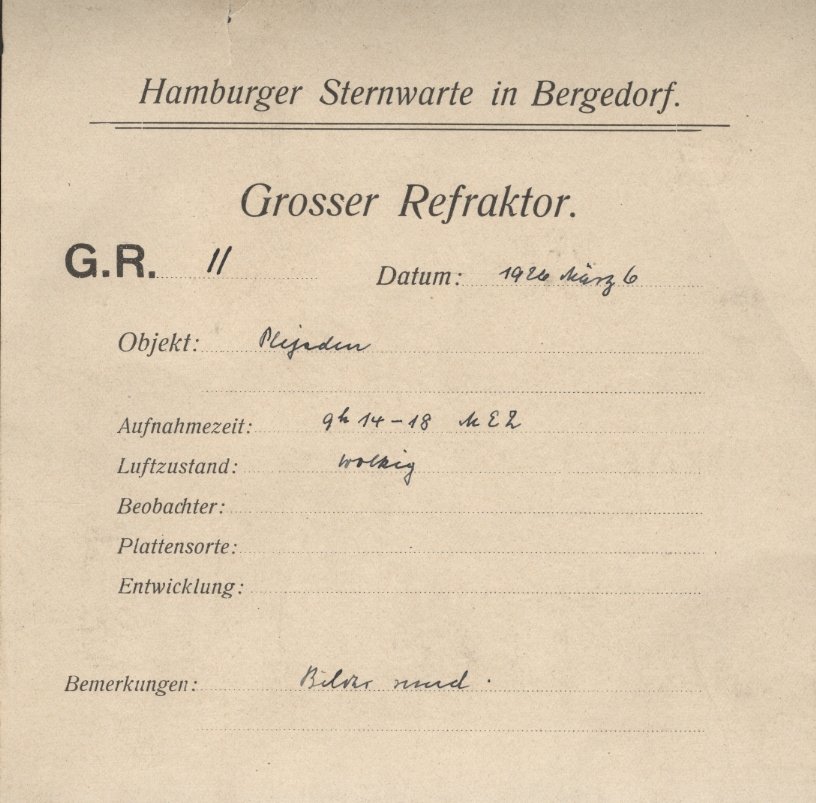 Hamburger Sternwarte in Bergedorf.
Grosser Refraktor.
G.R. 11
Datum: 1926 März 6
Objekt: Plejaden
Aufnahmezeit: 9h 14-18 MEZ
Luftzustand: wolkig
Beobachter:
Plattensorte:
Entwicklung:
Bemerkungen: Bilder rund.